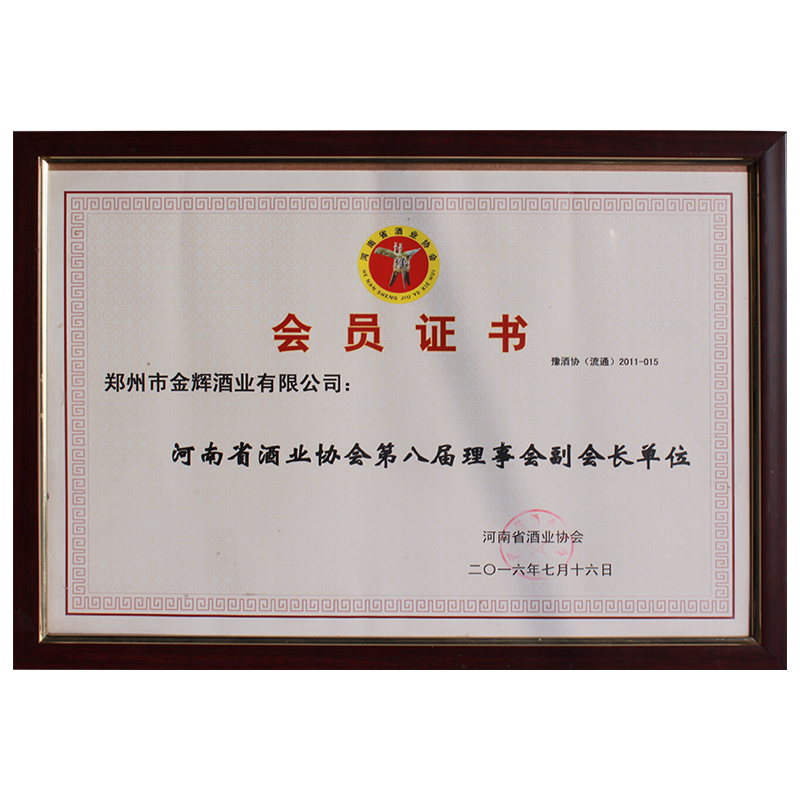 河南省酒业协会
HE NAN SHENG JIU YE XIE HUI
会员证书
豫酒协（流通）2011-015
郑州市金辉酒业有限公司：
河南省酒业协会第八届理事会副会长单位
河南省酒业协会
二〇一六年七月十六日